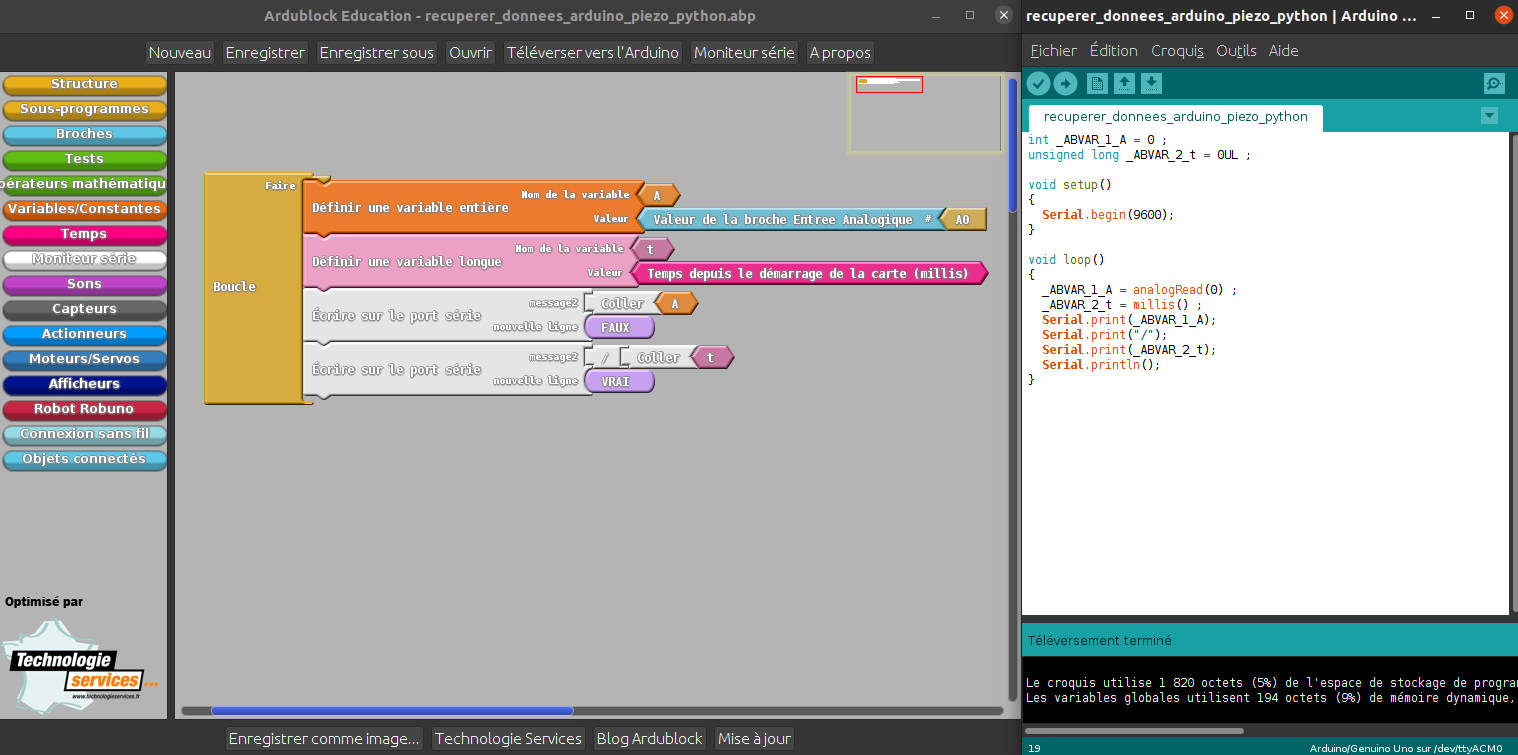 Ardublock Education - recuperer_donnees_arduino_piezo_python.abp
Nouveau Enregistrer Enregistrer sous Ouvrir Téléverser vers l'Arduino Moniteur série A propos
Structure
Sous-programmes
Broches
Tests
pérateurs mathématiqu
Variables/Constantes
Temps
Moniteur série
Sons
Capteurs
Actionneurs
Moteurs/Servos
Afficheurs
Robot Robuno
Connexion sans fil
Objets connectés
Optimisé par
Technologie
services...
www.technologieservices.fr
Boucle
Faire
Définir une variable entière
Nom de la variable A
Valeur Valeur de la broche Entree Analogique # A0
Définir une variable longue
Nom de la variable t
Valeur Temps depuis le démarrage de la carte (millis)
Écrire sur le port série
message2 Coller A
nouvelle ligne FAUX
Écrire sur le port série
message2 / Coller t
nouvelle ligne VRAI
Enregistrer comme image... Technologie Services Blog Ardublock Mise à jour
recuperer_donnees_arduino_piezo_python | Arduino ...
Fichier Édition Croquis Outils Aide
recuperer_donnees_arduino_piezo_python
int _ABVAR_1_A = 0 ;
unsigned long _ABVAR_2_t = 0UL ;
void setup()
{
Serial.begin(9600);
}
void loop()
{
_ABVAR_1_A = analogRead(0) ;
_ABVAR_2_t = millis() ;
Serial.print(_ABVAR_1_A);
Serial.print("/");
Serial.print(_ABVAR_2_t);
Serial.println();
}
Téléversement terminé
Le croquis utilise 1 820 octets (5%) de l'espace de stockage de progra
Les variables globales utilisent 194 octets (9%) de mémoire dynamique,
19 Arduino/Genuino Uno sur /dev/ttyACM0